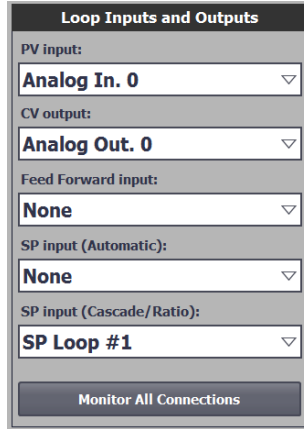 Loop Inputs and Outputs
PV input:
Analog In. 0
CV output:
Analog Out. 0
Feed Forward input:
None
SP input (Automatic):
None
SP input (Cascade/Ratio):
SP Loop #1
Monitor All Connections